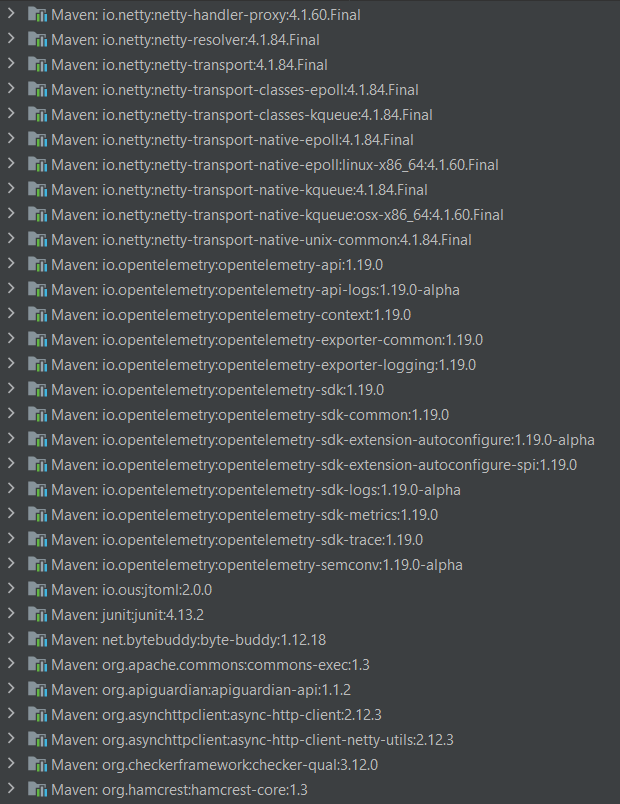 Maven: io.netty:netty-handler-proxy:4.1.60.Final
Maven: io.netty:netty-resolver:4.1.84.Final
Maven: io.netty:netty-transport:4.1.84.Final
Maven: io.netty:netty-transport-classes-epoll:4.1.84.Final
Maven: io.netty:netty-transport-classes-kqueue:4.1.84.Final
Maven: io.netty:netty-transport-native-epoll:4.1.84.Final
Maven: io.netty:netty-transport-native-epoll:linux-x86_64:4.1.60.Final
Maven: io.netty:netty-transport-native-kqueue:4.1.84.Final
Maven: io.netty:netty-transport-native-kqueue:osx-x86_64:4.1.60.Final
Maven: io.netty:netty-transport-native-unix-common:4.1.84.Final
Maven: io.opentelemetry:opentelemetry-api:1.19.0
Maven: io.opentelemetry:opentelemetry-api-logs:1.19.0-alpha
Maven: io.opentelemetry:opentelemetry-context:1.19.0
Maven: io.opentelemetry:opentelemetry-exporter-common:1.19.0
Maven: io.opentelemetry:opentelemetry-exporter-logging:1.19.0
Maven: io.opentelemetry:opentelemetry-sdk:1.19.0
Maven: io.opentelemetry:opentelemetry-sdk-common:1.19.0
Maven: io.opentelemetry:opentelemetry-sdk-extension-autoconfigure:1.19.0-alpha
Maven: io.opentelemetry:opentelemetry-sdk-extension-autoconfigure-spi:1.19.0
Maven: io.opentelemetry:opentelemetry-sdk-logs:1.19.0-alpha
Maven: io.opentelemetry:opentelemetry-sdk-metrics:1.19.0
Maven: io.opentelemetry:opentelemetry-sdk-trace:1.19.0
Maven: io.opentelemetry:opentelemetry-semconv:1.19.0-alpha
Maven: io.ous:jtoml:2.0.0
Maven: junit:junit:4.13.2
Maven: net.bytebuddy:byte-buddy:1.12.18
Maven: org.apache.commons:commons-exec:1.3
Maven: org.apiguardian:apiguardian-api:1.1.2
Maven: org.asynchttpclient:async-http-client:2.12.3
Maven: org.asynchttpclient:async-http-client-netty-utils:2.12.3
Maven: org.checkerframework:checker-qual:3.12.0
Maven: org.hamcrest:hamcrest-core:1.3